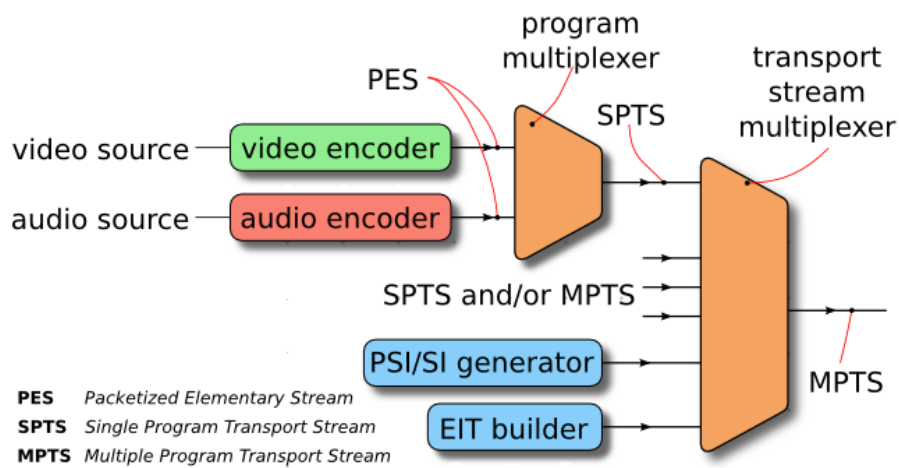 program
multiplexer
transport
stream
multiplexer
PES
SPTS
video source
video encoder
audio source
audio encoder
SPTS and/or MPTS
PSI/SI generator
MPTS
EIT builder
PES Packetized Elementary Stream
SPTS Single Program Transport Stream
MPTS Multiple Program Transport Stream